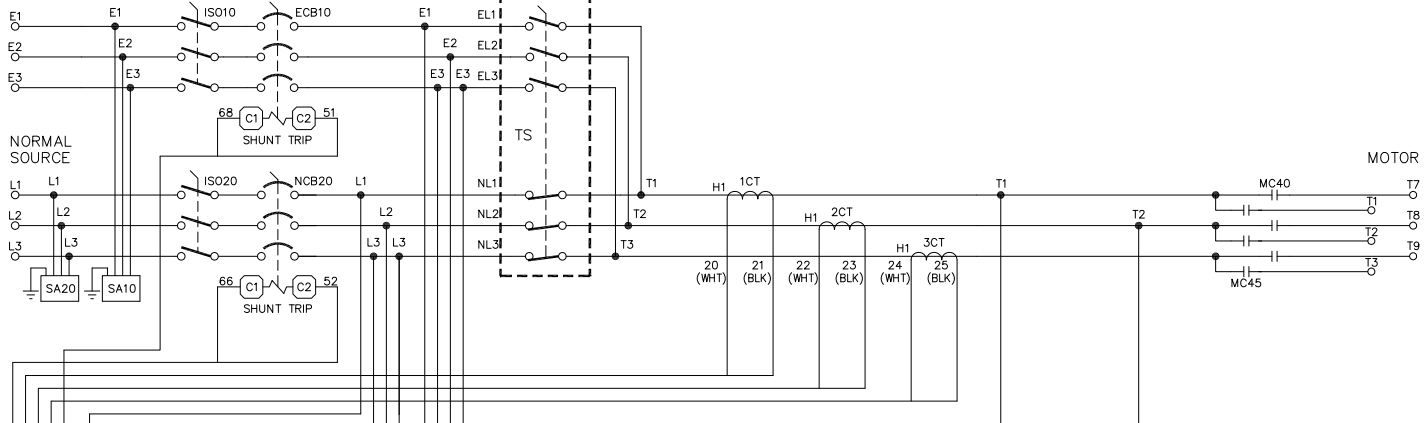 E1 E1 ISO10 ECB10 E1 EL1
E2 E2 E2 EL2
E3 E3 E3 E3 EL3
68 C1 C2 51
SHUNT TRIP
TS
NORMAL
SOURCE
MOTOR
L1 L1 ISO20 NCB20 L1 NL1 T1 H1 1CT T1 MC40 T7
T1
L2 L2 L2 NL2 T2 H1 2CT T2 T8
T2
L3 L3 L3 L3 NL3 T3 H1 3CT T9
T3
20 21 22 23 24 25
(WHT) (BLK) (WHT) (BLK) (WHT) (BLK)
MC45
SA20 SA10
66 C1 C2 52
SHUNT TRIP